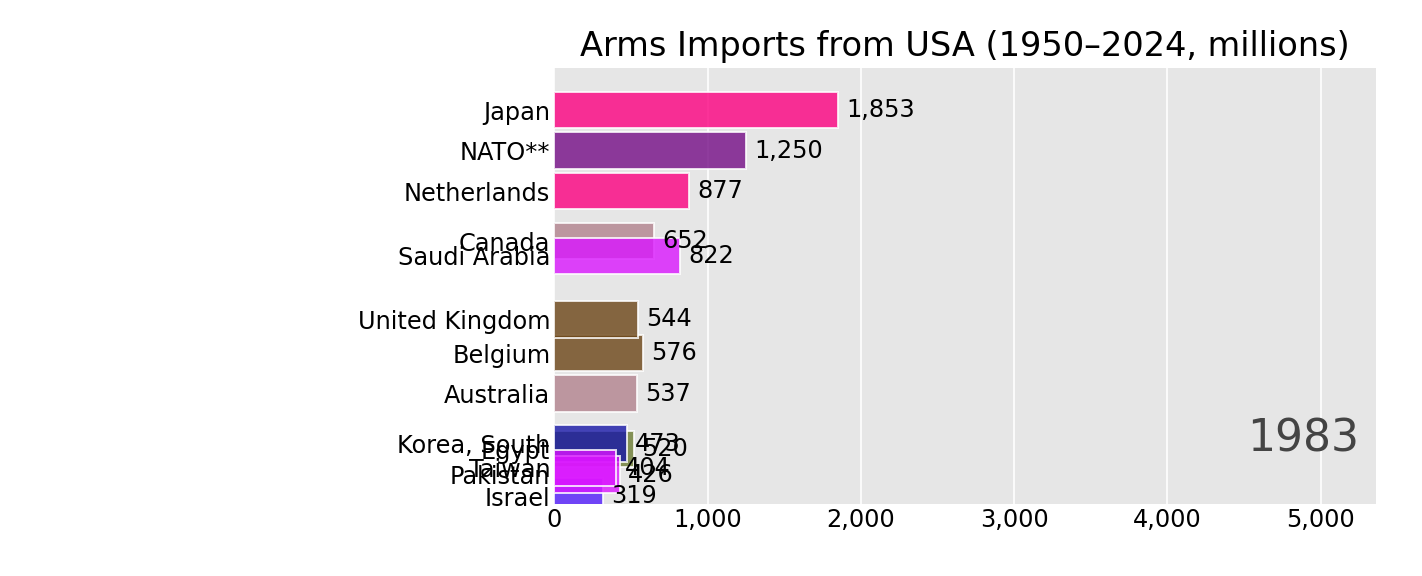 Arms Imports from USA (1950–2024, millions)
Japan 1,853
NATO** 1,250
Netherlands 877
Canada 652
Saudi Arabia 822
United Kingdom 544
Belgium 576
Australia 537
Korea, South 473
Egypt 520
Taiwan 404
Pakistan 426
Israel 319
1983
0 1,000 2,000 3,000 4,000 5,000